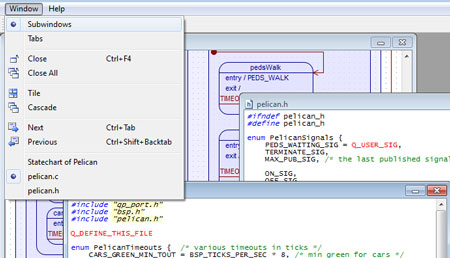 Window Help
Subwindows
Tabs
Close Ctrl+F4
Close All
Tile
Cascade
Next Ctrl+Tab
Previous Ctrl+Shift+Backtab
Statechart of Pelican
pelican.c
pelican.h
pedsWalk
entry / PEDS_WALK
exit /
TIMEO
pelican.h
#ifndef pelican_h
#define pelican_h
enum PelicanSignals {
PEDS_WAITING_SIG = Q_USER_SIG,
TERMINATE_SIG,
MAX_PUB_SIG, /* the last published signal
ON_SIG,
OFF_SIG
car
entry
exit /
TIMEO
#include "qp_port.h"
#include "bsp.h"
#include "pelican.h"
Q_DEFINE_THIS_FILE
enum PelicanTimeouts { /* various timeouts in ticks */
CARS_GREEN_MIN_TOUT = BSP_TICKS_PER_SEC * 8, /* min green for cars */